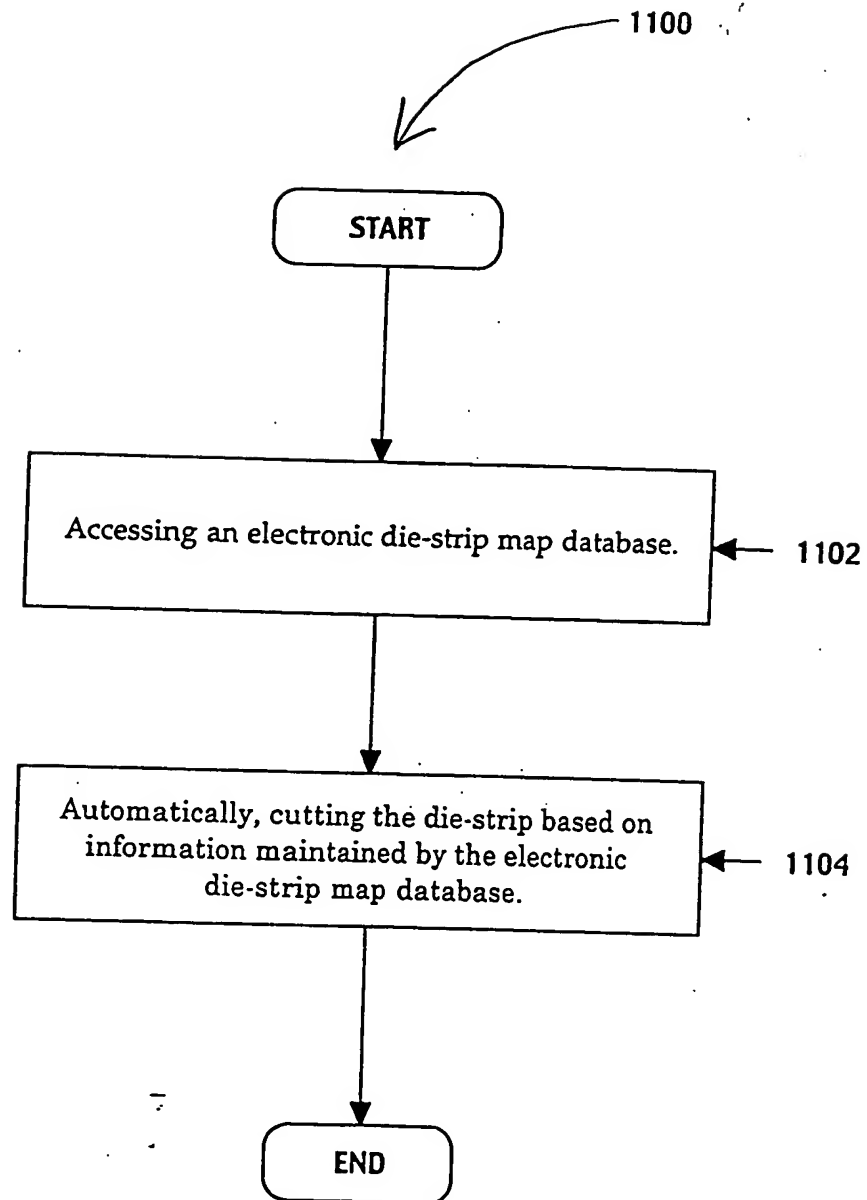 1100
START
Accessing an electronic die-strip map database.
1102
Automatically, cutting the die-strip based on
information maintained by the electronic
die-strip map database.
1104
END